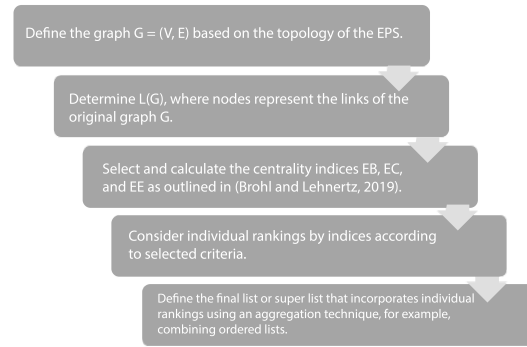 Define the graph G = (V, E) based on the topology of the EPS.
Determine L(G), where nodes represent the links of the
original graph G.
Select and calculate the centrality indices EB, EC,
and EE as outlined in (Brohl and Lehnertz, 2019).
Consider individual rankings by indices according
to selected criteria.
Define the final list or super list that incorporates individual
rankings using an aggregation technique, for example,
combining ordered lists.